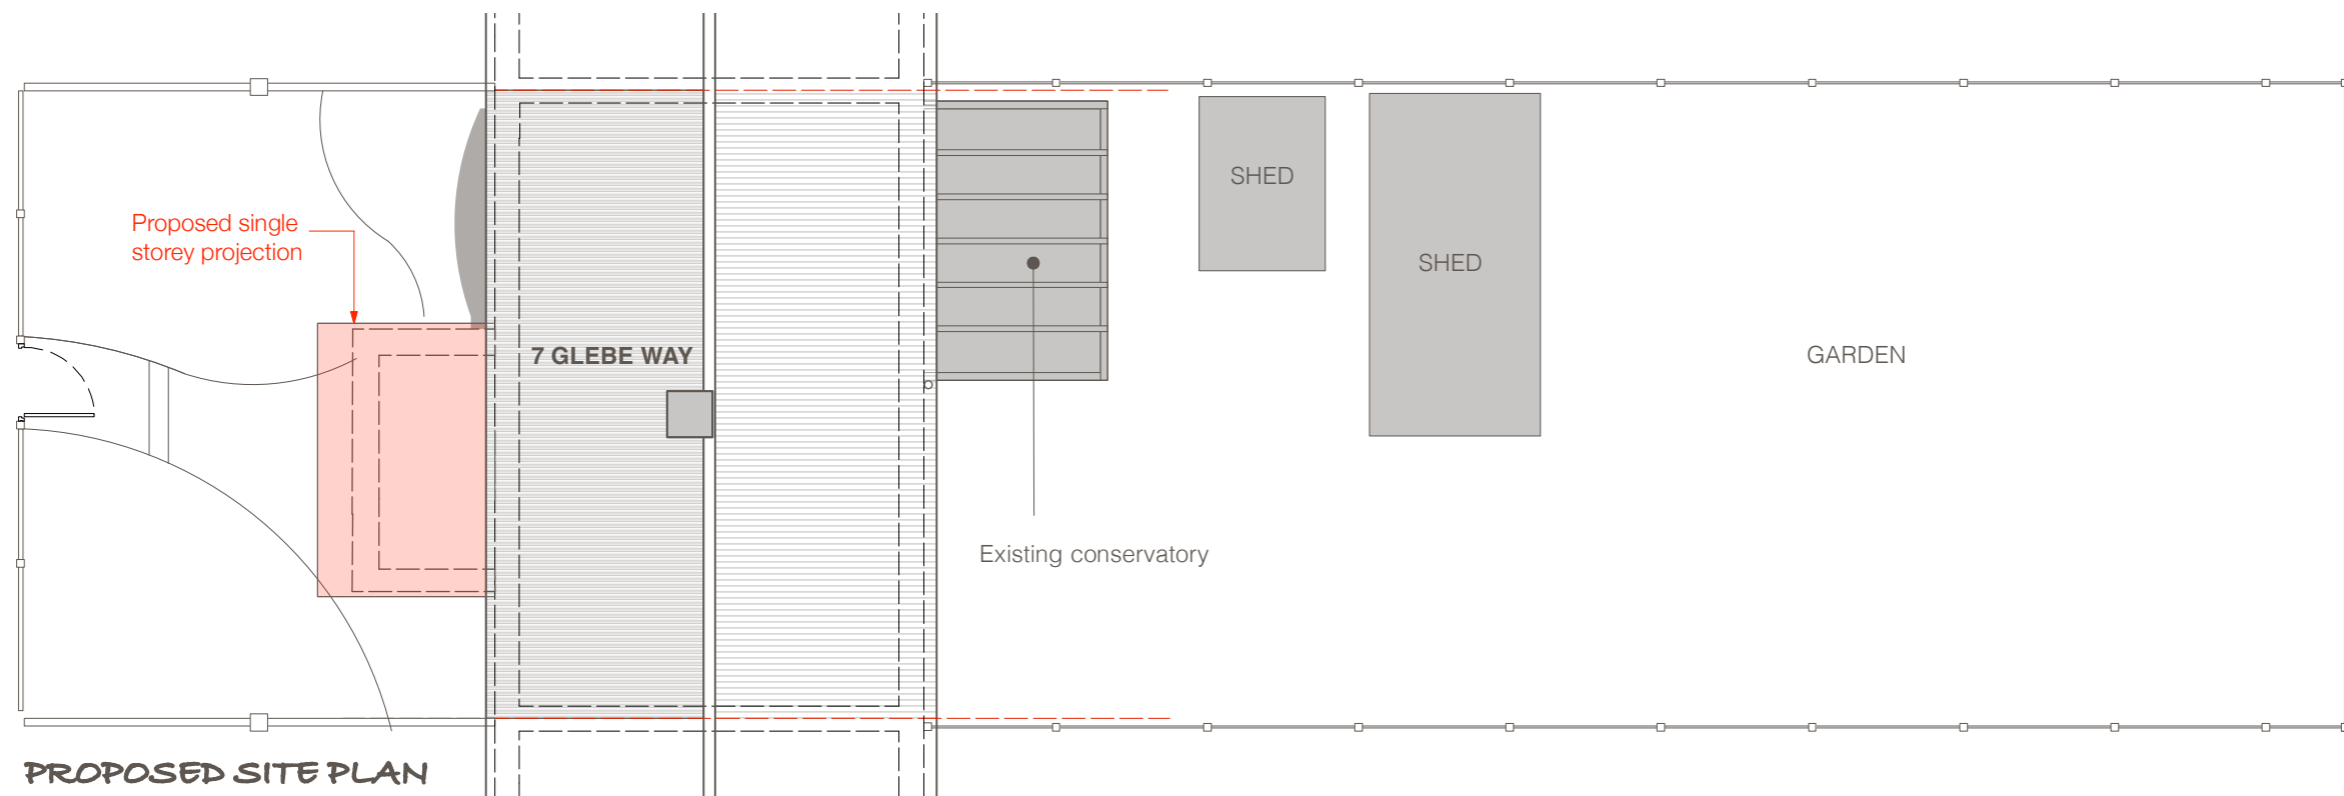 SHED
Proposed single
storey projection
SHED
7 GLEBE WAY
GARDEN
Existing conservatory
PROPOSED SITE PLAN